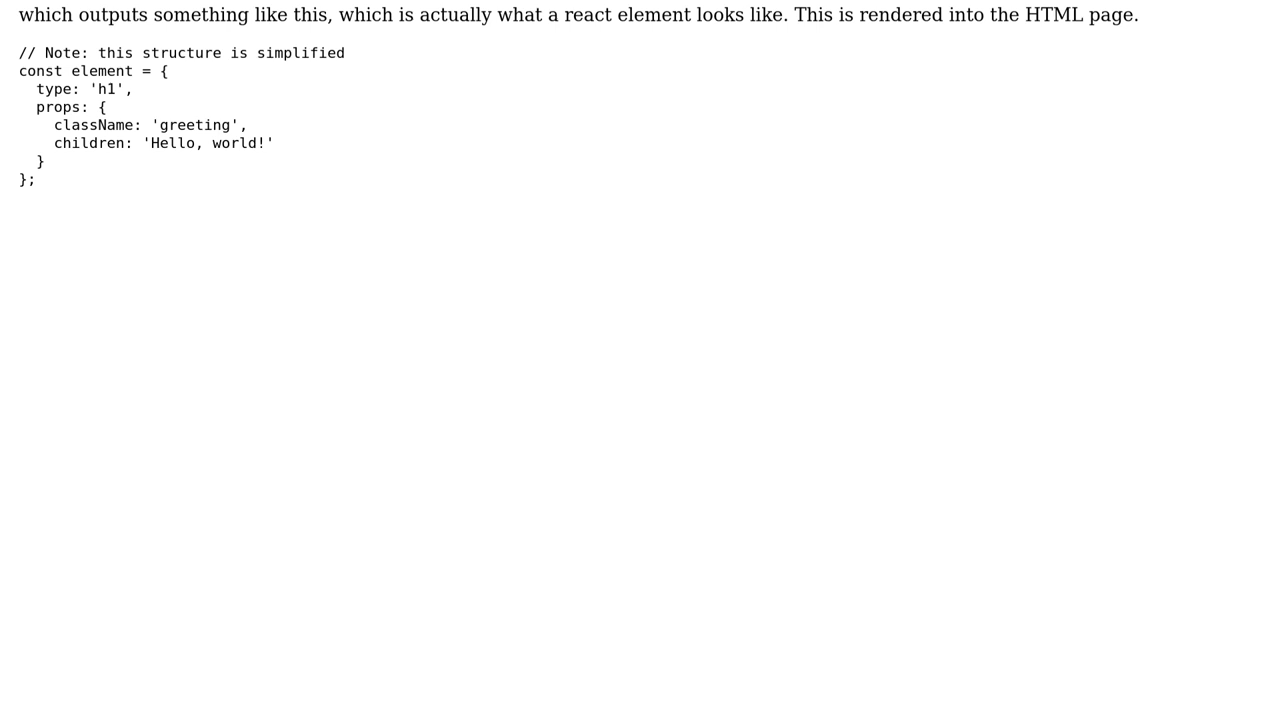 which outputs something like this, which is actually what a react element looks like. This is rendered into the HTML page.
// Note: this structure is simplified
const element = {
  type: 'h1',
  props: {
    className: 'greeting',
    children: 'Hello, world!'
  }
};